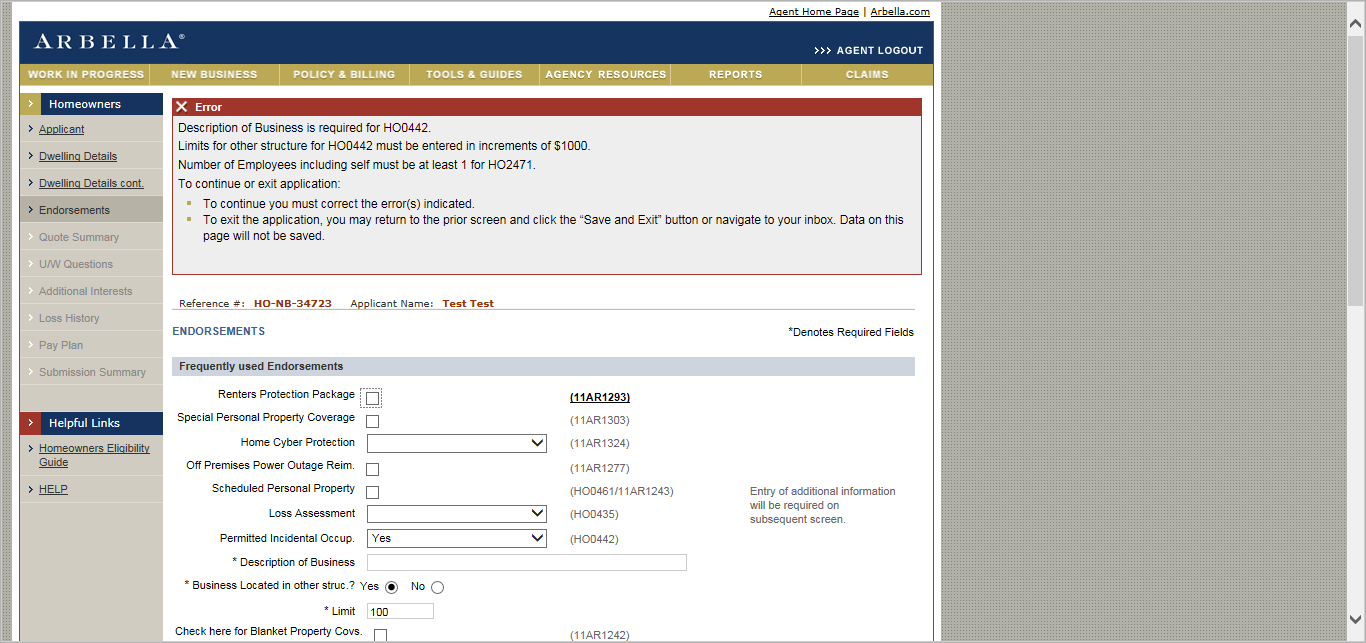 Agent Home Page | Arbella.com
ARBELLA®
>>> AGENT LOGOUT
WORK IN PROGRESS NEW BUSINESS POLICY & BILLING TOOLS & GUIDES AGENCY RESOURCES REPORTS CLAIMS
Homeowners
Applicant
Dwelling Details
Dwelling Details cont.
Endorsements
Quote Summary
U/W Questions
Additional Interests
Loss History
Pay Plan
Submission Summary
Helpful Links
Homeowners Eligibility
Guide
HELP
Error
Description of Business is required for HO0442.
Limits for other structure for HO0442 must be entered in increments of $1000.
Number of Employees including self must be at least 1 for HO2471.
To continue or exit application:
To continue you must correct the error(s) indicated.
To exit the application, you may return to the prior screen and click the “Save and Exit” button or navigate to your inbox. Data on this
page will not be saved.
Reference #: HO-NB-34723 Applicant Name: Test Test
ENDORSEMENTS
*Denotes Required Fields
Frequently used Endorsements
Renters Protection Package (11AR1293)
Special Personal Property Coverage (11AR1303)
Home Cyber Protection (11AR1324)
Off Premises Power Outage Reim. (11AR1277)
Scheduled Personal Property (HO0461/11AR1243)
Entry of additional information
will be required on
subsequent screen.
Loss Assessment (HO0435)
Permitted Incidental Occup. Yes (HO0442)
* Description of Business
* Business Located in other struc.? Yes No
* Limit 100
Check here for Blanket Property Covs. (11AR1242)